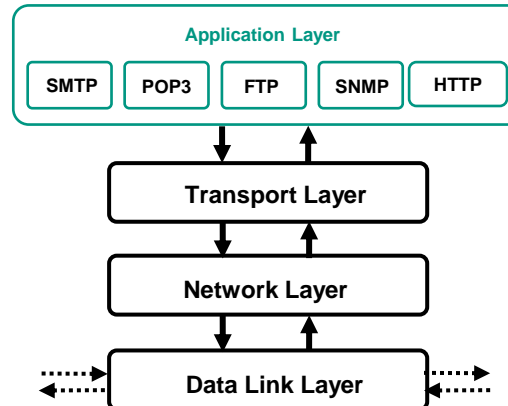 Application Layer
SMTP POP3 FTP SNMP HTTP
Transport Layer
Network Layer
Data Link Layer